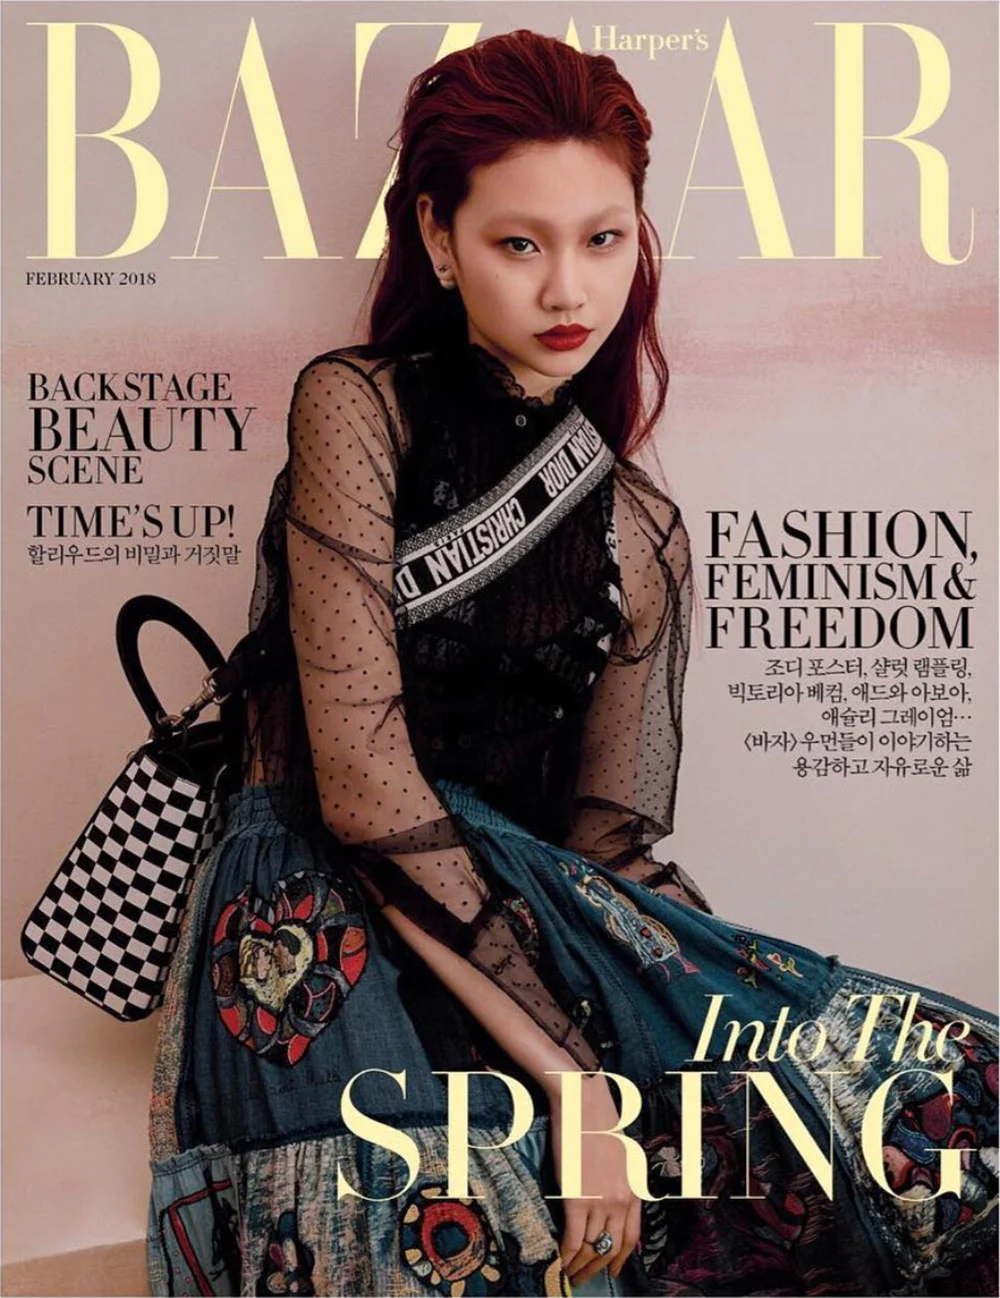 Harper's
BAZAAR
FEBRUARY 2018
BACKSTAGE
BEAUTY
SCENE
TIME'S UP!
할리우드의 비밀과 거짓말
CHRISTIAN D
STIAN DIOR
FASHION,
FEMINISM &
FREEDOM
조디 포스터, 샬럿 램플링,
빅토리아 베컴, 애드와 아보아,
애슐리 그레이엄…
〈바자〉 우먼들이 이야기하는
용감하고 자유로운 삶
Into The
SPRING